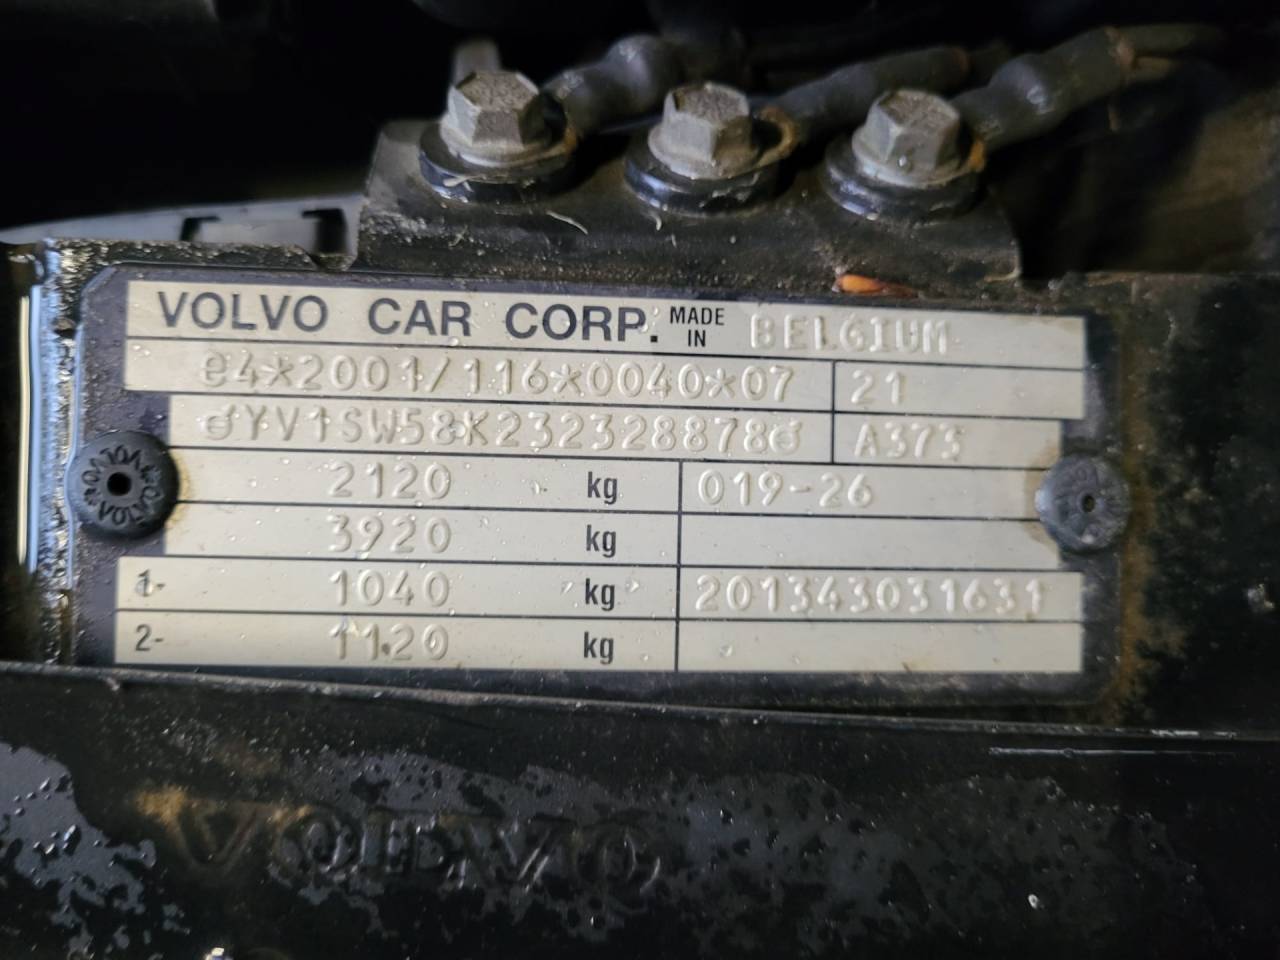 VOLVO CAR CORP. MADE IN BELGIUM
e4*2001/116*0040*07 21
YV1SW58K232328878 A373
2120 kg 019-26
3920 kg
1- 1040 kg 201343031631
2- 1120 kg
VOLVO